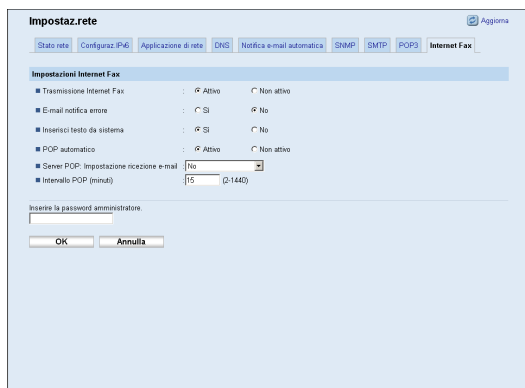 Impostaz.rete
Aggiorna
Stato rete Configuraz.IPv6 Applicazione di rete DNS Notifica e-mail automatica SNMP SMTP POP3 Internet Fax
Impostazioni Internet Fax
Trasmissione Internet Fax : Attivo Non attivo
E-mail notifica errore : Sì No
Inserisci testo da sistema : Sì No
POP automatico : Attivo Non attivo
Server POP: Impostazione ricezione e-mail : No
Intervallo POP (minuti) : 15 (2-1440)
Inserire la password amministratore.
OK Annulla